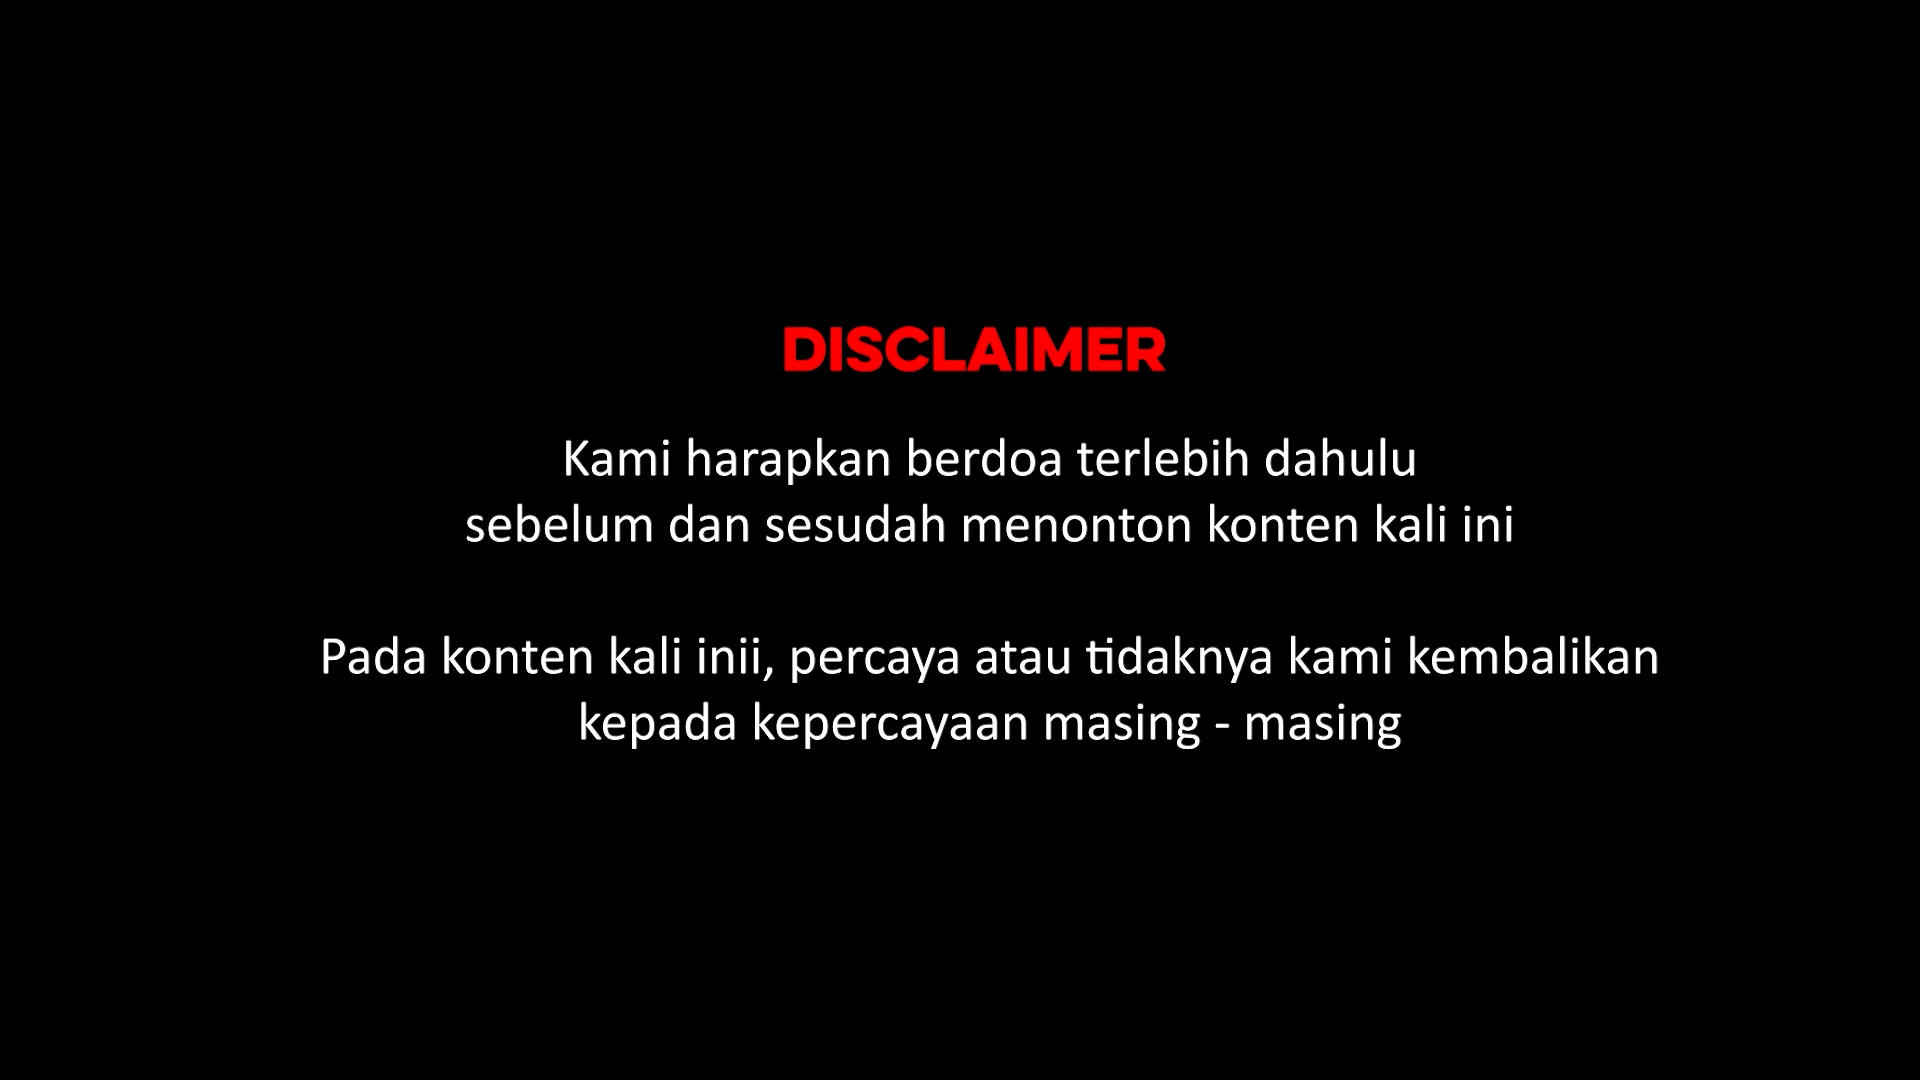 DISCLAIMER
Kami harapkan berdoa terlebih dahulu
sebelum dan sesudah menonton konten kali ini
Pada konten kali inii, percaya atau tidaknya kami kembalikan
kepada kepercayaan masing - masing